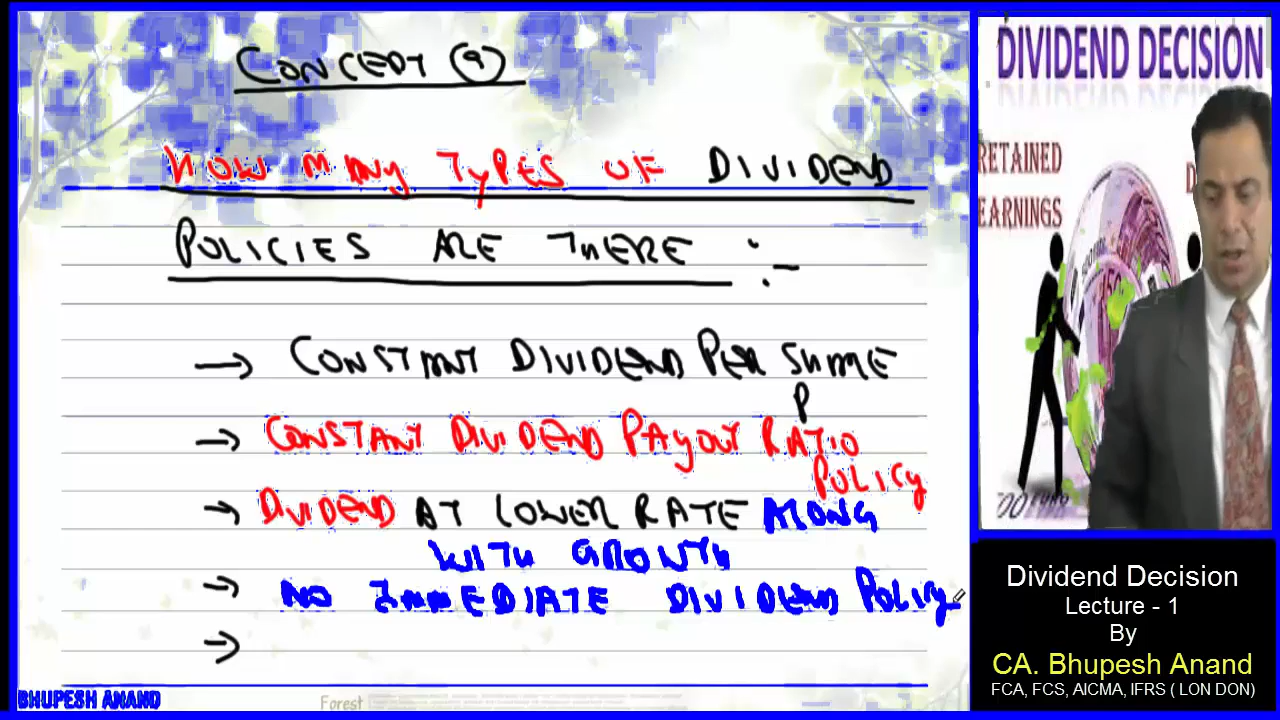 CONCEPT (9)
HOW MANY TYPES OF DIVIDEND
POLICIES ARE THERE :-
→ CONSTANT DIVIDEND PER SHARE
P
→ CONSTANT DIVIDEND PAYOUT RATIO
POLICY
→ DIVIDEND AT LOWER RATE ALONG
WITH GROWTH
→ NO IMMEDIATE DIVIDEND POLICY
→
BHUPESH ANAND
Forest
DIVIDEND DECISION
RETAINED
EARNINGS
D
Dividend Decision
Lecture - 1
By
CA. Bhupesh Anand
FCA, FCS, AICMA, IFRS ( LON DON)